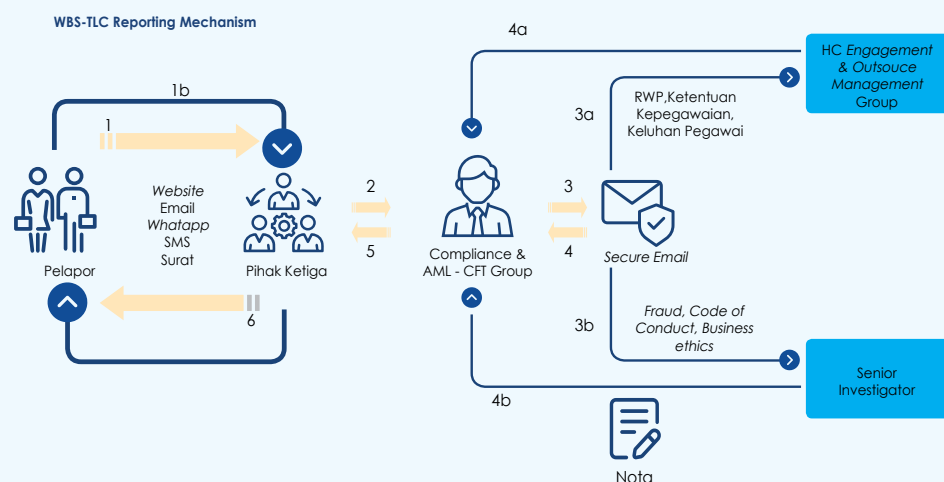 WBS-TLC Reporting Mechanism
1b
1
Website
Email
Whatapp
SMS
Surat
Pelapor
Pihak Ketiga
6
2
5
Compliance &
AML - CFT Group
3
4
Secure Email
4a
3a
RWP,Ketentuan
Kepegawaian,
Keluhan Pegawai
HC Engagement
& Outsouce
Management
Group
3b
Fraud, Code of
Conduct, Business
ethics
4b
Senior
Investigator
Nota